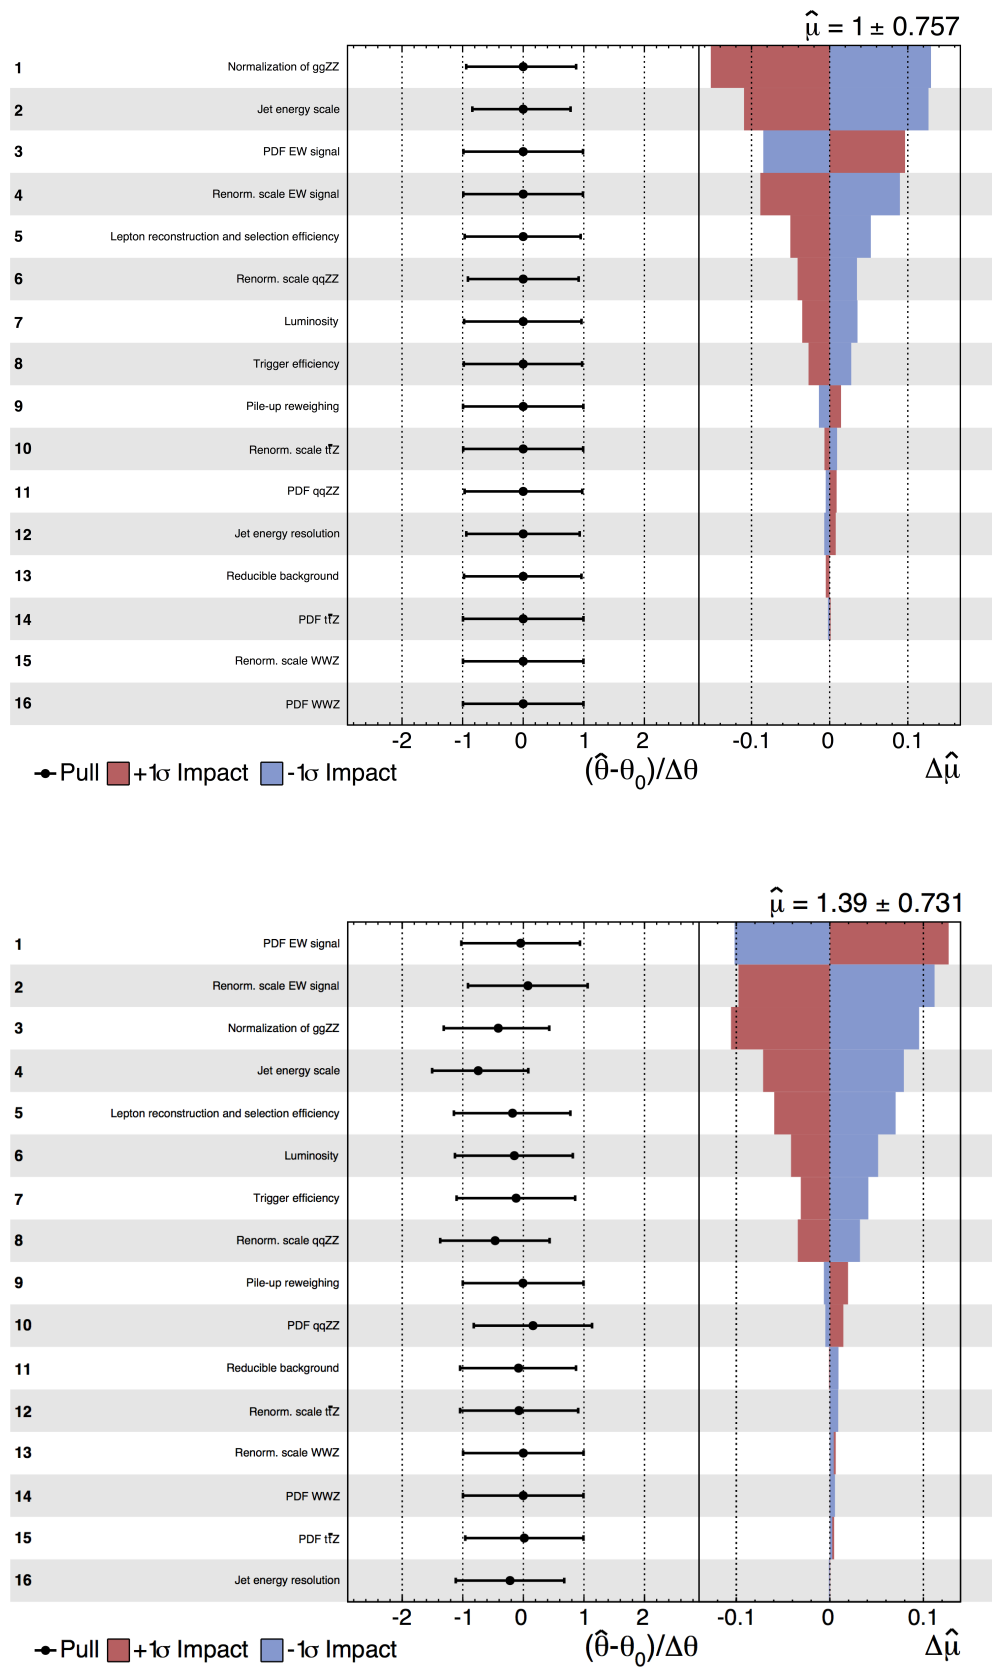 μ̂ = 1 ± 0.757
1 Normalization of ggZZ
2 Jet energy scale
3 PDF EW signal
4 Renorm. scale EW signal
5 Lepton reconstruction and selection efficiency
6 Renorm. scale qqZZ
7 Luminosity
8 Trigger efficiency
9 Pile-up reweighing
10 Renorm. scale tt̄Z
11 PDF qqZZ
12 Jet energy resolution
13 Reducible background
14 PDF tt̄Z
15 Renorm. scale WWZ
16 PDF WWZ
-2 -1 0 1 2 -0.1 0 0.1
Pull +1σ Impact -1σ Impact (θ̂-θ₀)/Δθ Δμ̂
μ̂ = 1.39 ± 0.731
1 PDF EW signal
2 Renorm. scale EW signal
3 Normalization of ggZZ
4 Jet energy scale
5 Lepton reconstruction and selection efficiency
6 Luminosity
7 Trigger efficiency
8 Renorm. scale qqZZ
9 Pile-up reweighing
10 PDF qqZZ
11 Reducible background
12 Renorm. scale tt̄Z
13 Renorm. scale WWZ
14 PDF WWZ
15 PDF tt̄Z
16 Jet energy resolution
-2 -1 0 1 2 -0.1 0 0.1
Pull +1σ Impact -1σ Impact (θ̂-θ₀)/Δθ Δμ̂